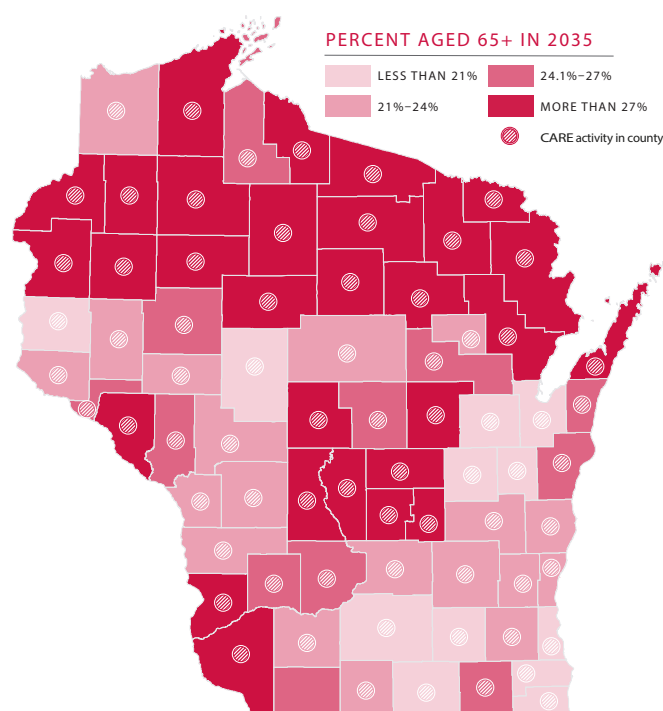 PERCENT AGED 65+ IN 2035
LESS THAN 21%
24.1%–27%
21%–24%
MORE THAN 27%
CARE activity in county